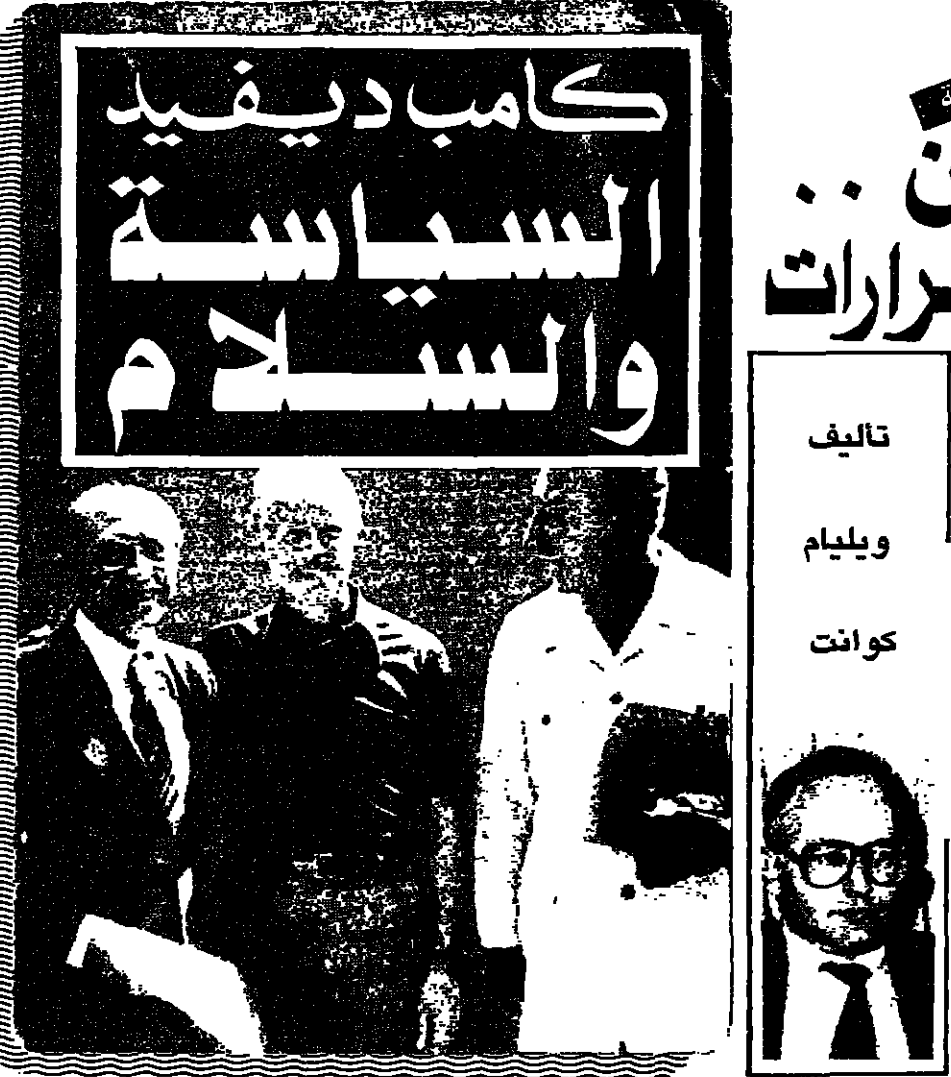 كامب ديفيد
السياسة
والسلام
تأليف
ويليام
كوانت